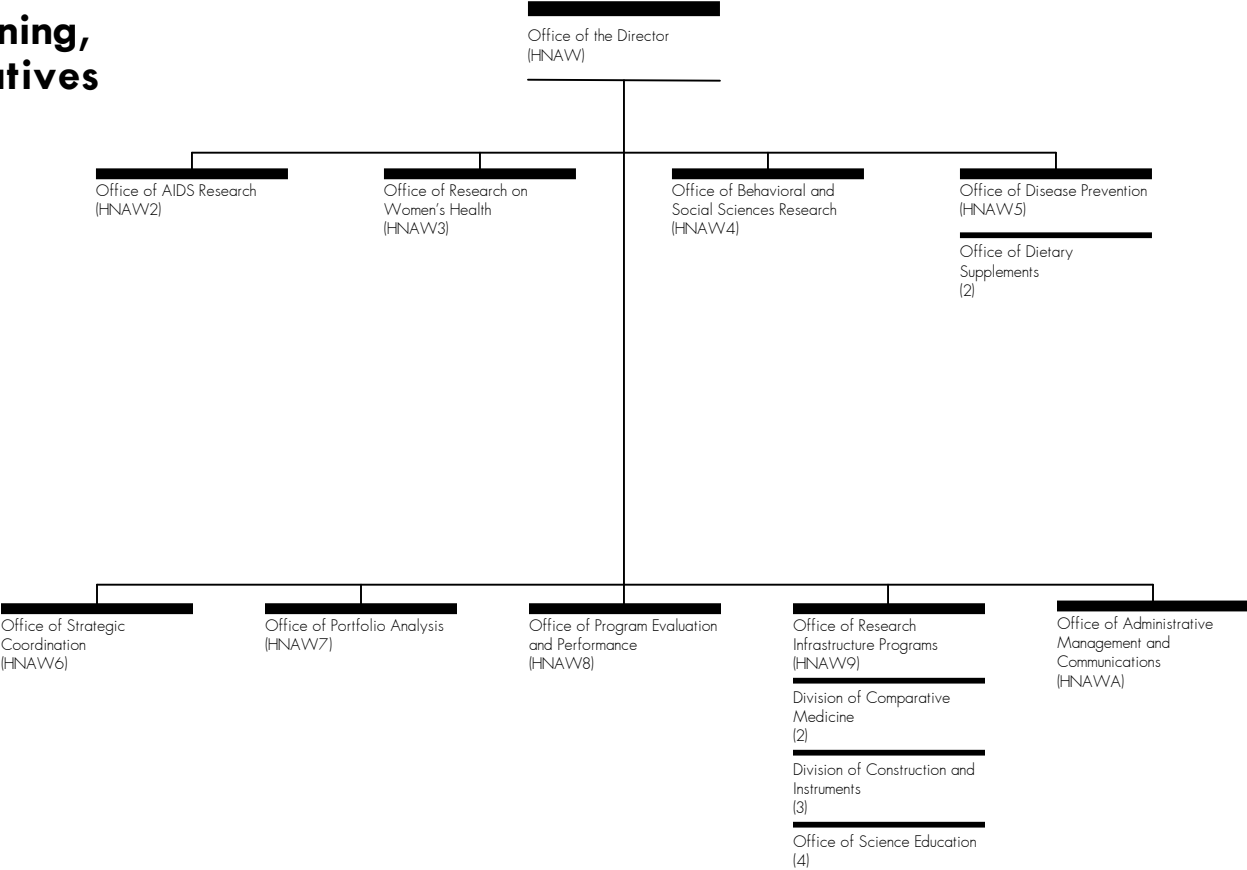 ning,
atives
Office of the Director
(HNAW)
Office of AIDS Research
(HNAW2)
Office of Research on
Women's Health
(HNAW3)
Office of Behavioral and
Social Sciences Research
(HNAW4)
Office of Disease Prevention
(HNAW5)
Office of Dietary
Supplements
(2)
Office of Strategic
Coordination
(HNAW6)
Office of Portfolio Analysis
(HNAW7)
Office of Program Evaluation
and Performance
(HNAW8)
Office of Research
Infrastructure Programs
(HNAW9)
Division of Comparative
Medicine
(2)
Division of Construction and
Instruments
(3)
Office of Science Education
(4)
Office of Administrative
Management and
Communications
(HNAWA)